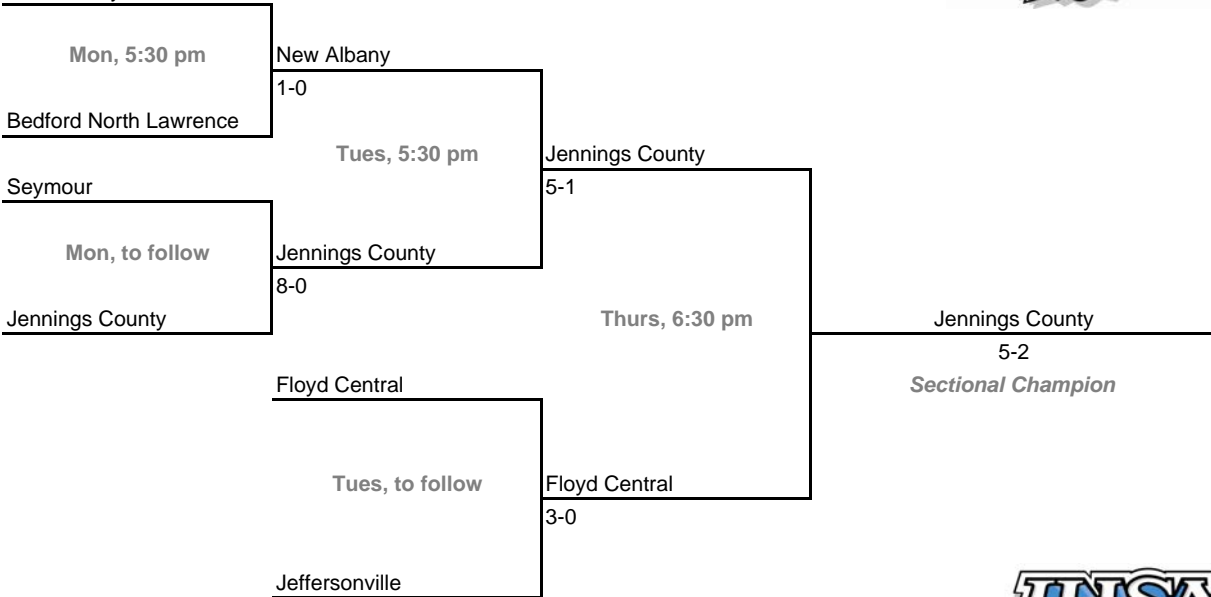 Mon, 5:30 pm
New Albany
1-0
Bedford North Lawrence
Tues, 5:30 pm
Jennings County
5-1
Seymour
Mon, to follow
Jennings County
8-0
Jennings County
Thurs, 6:30 pm
Jennings County
5-2
Sectional Champion
Floyd Central
Tues, to follow
Floyd Central
3-0
Jeffersonville